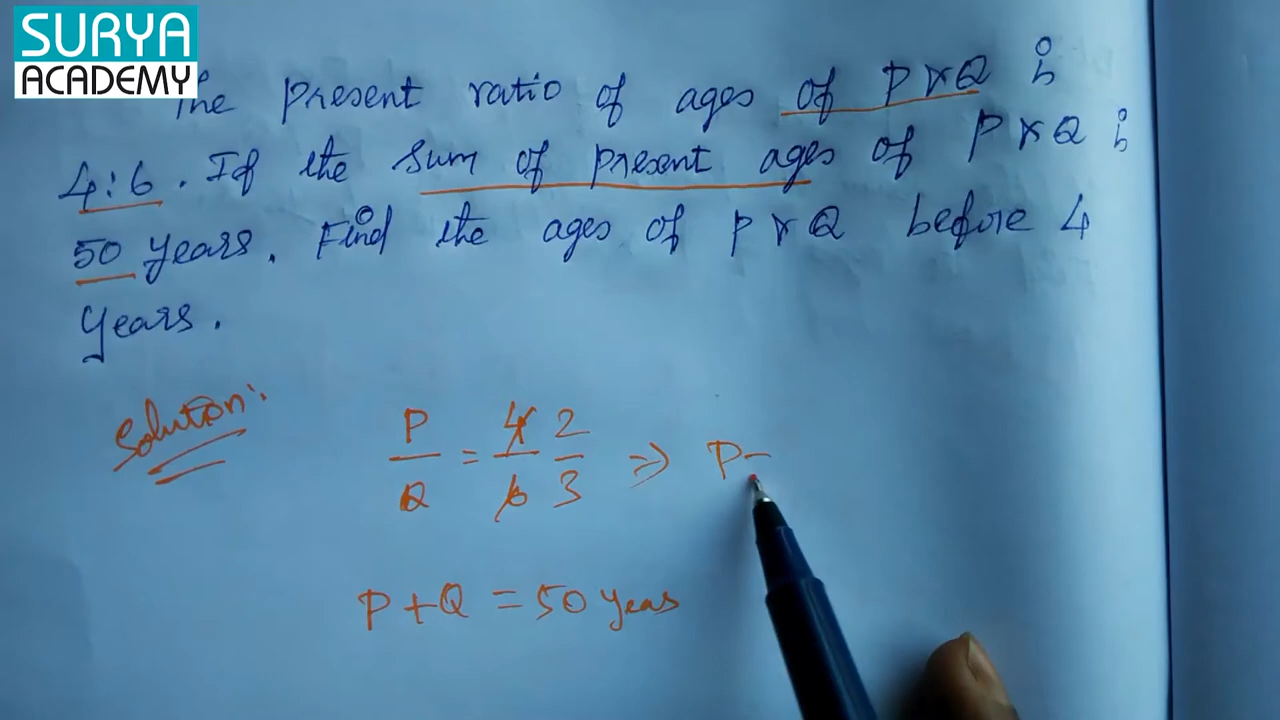 SURYA
ACADEMY
The present ratio of ages of P & Q is
4:6. If the sum of present ages of P & Q is
50 years. Find the ages of P & Q before 4
years.
Solution:
P/Q = 4/6 2/3 ⇒ P=
P+Q = 50 years